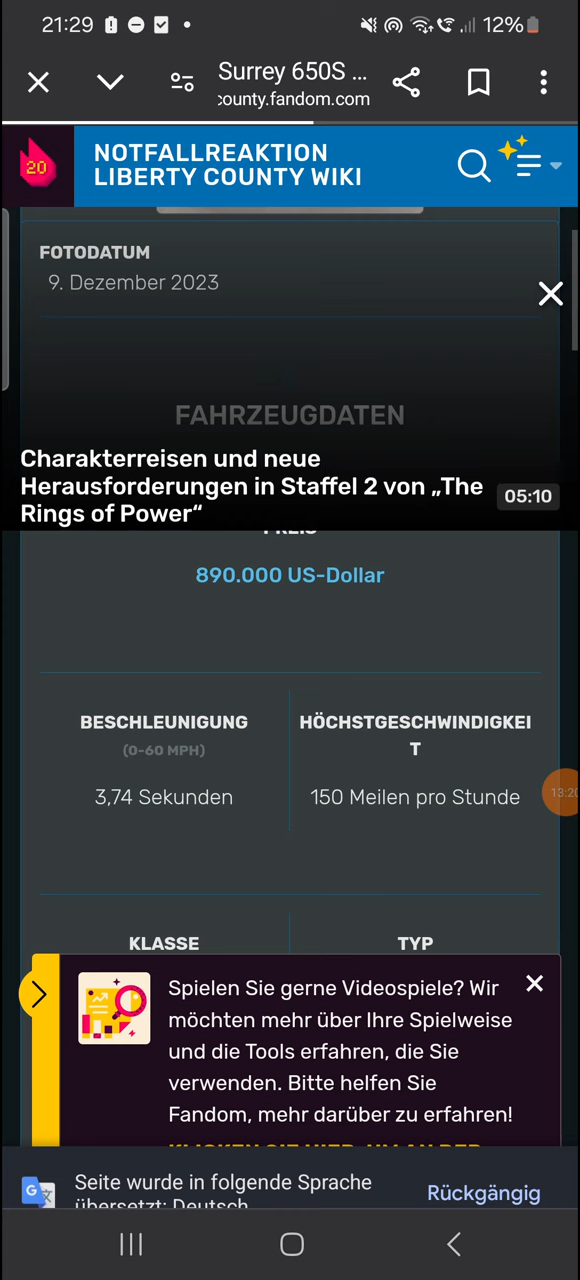 21:29
12%
Surrey 650S ...
county.fandom.com
20
NOTFALLREAKTION
LIBERTY COUNTY WIKI
FOTODATUM
9. Dezember 2023
FAHRZEUGDATEN
Charakterreisen und neue
Herausforderungen in Staffel 2 von „The
Rings of Power“
05:10
PREIS
890.000 US-Dollar
BESCHLEUNIGUNG
(0-60 MPH)
3,74 Sekunden
HÖCHSTGESCHWINDIGKEI
T
150 Meilen pro Stunde
13:20
KLASSE
TYP
Spielen Sie gerne Videospiele? Wir
möchten mehr über Ihre Spielweise
und die Tools erfahren, die Sie
verwenden. Bitte helfen Sie
Fandom, mehr darüber zu erfahren!
KLICKEN SIE HIER, UM AN DER
Seite wurde in folgende Sprache
übersetzt: Deutsch
Rückgängig